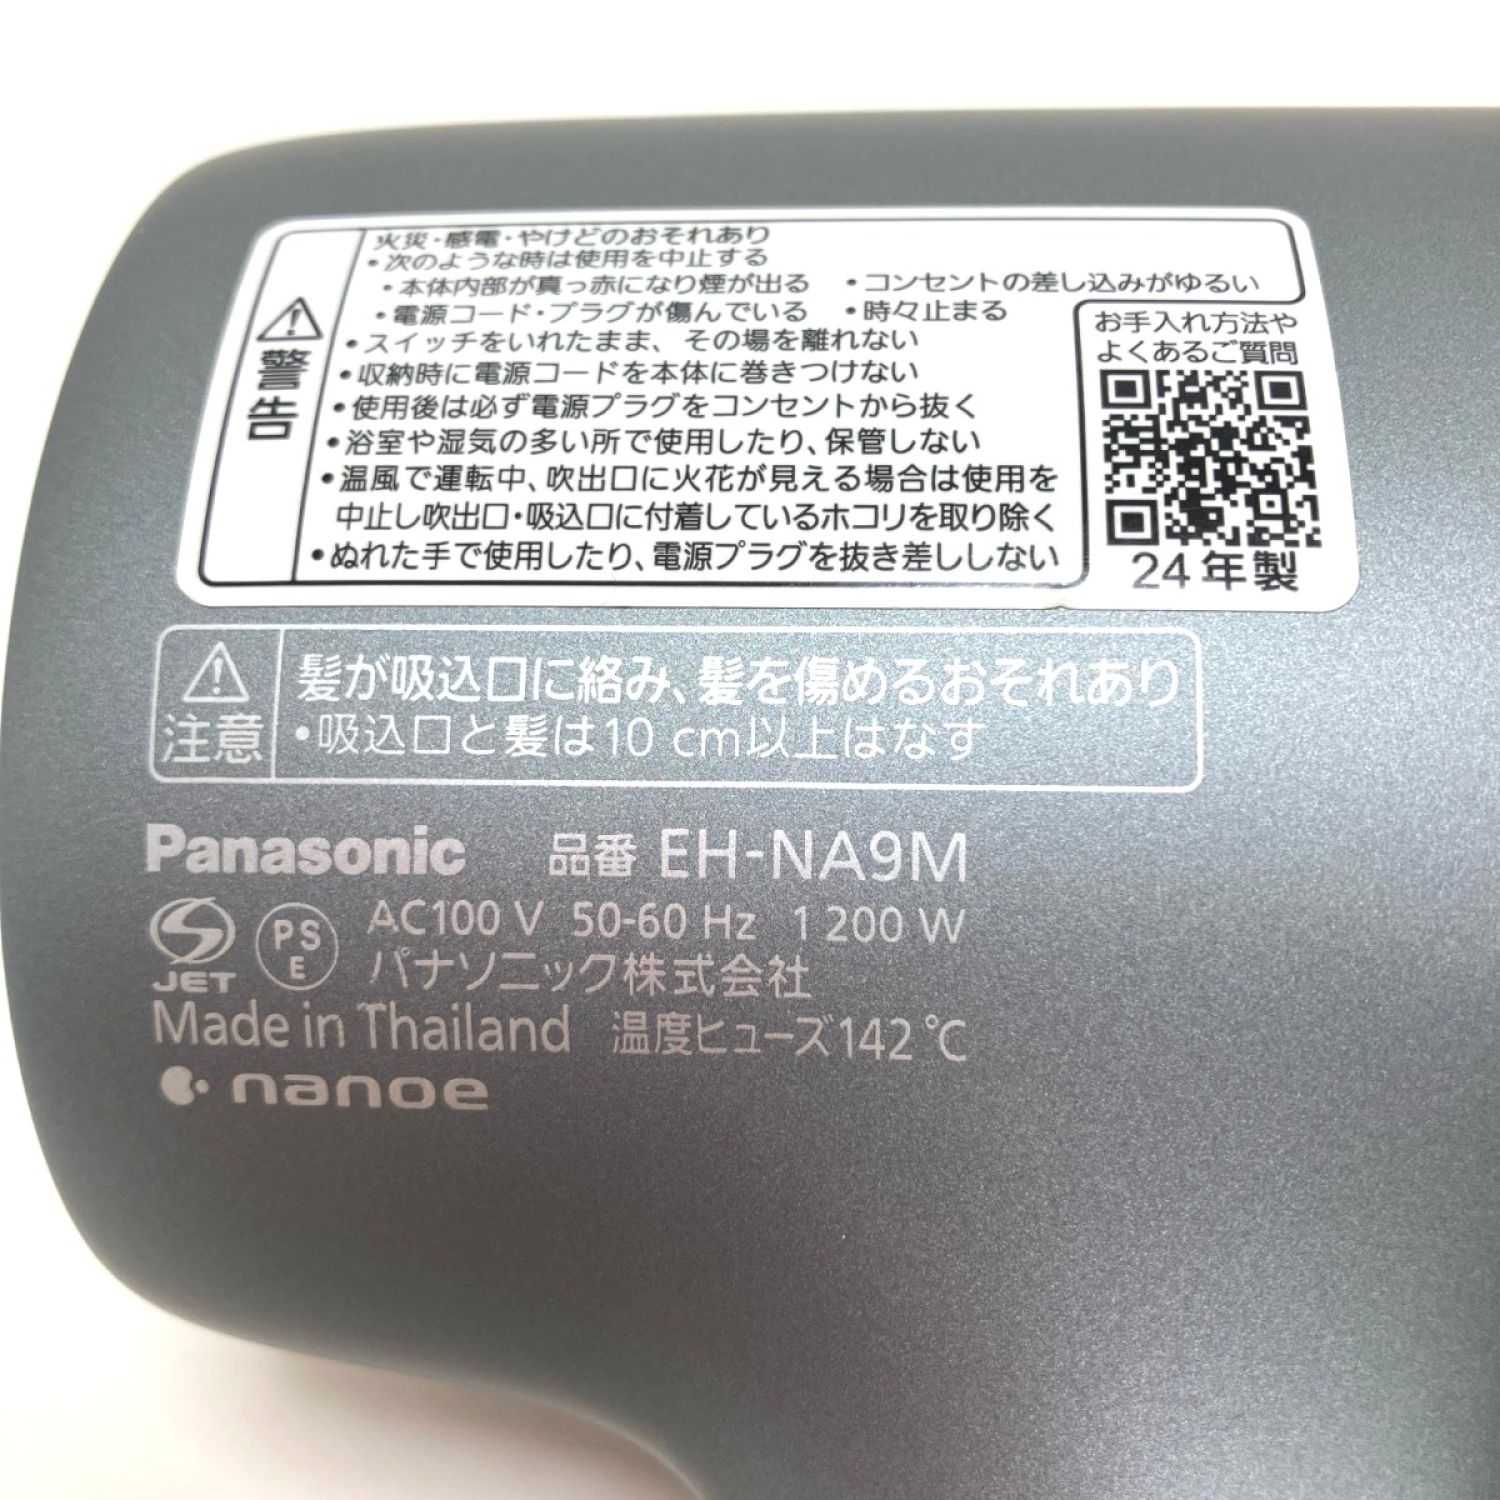 火災・感電・やけどのおそれあり
•次のような時は使用を中止する
•本体内部が真っ赤になり煙が出る •コンセントの差し込みがゆるい
•電源コード・プラグが傷んでいる •時々止まる
•スイッチをいれたまま、その場を離れない
•収納時に電源コードを本体に巻きつけない
•使用後は必ず電源プラグをコンセントから抜く
•浴室や湿気の多い所で使用したり、保管しない
•温風で運転中、吹出口に火花が見える場合は使用を
中止し吹出口・吸込口に付着しているホコリを取り除く
•ぬれた手で使用したり、電源プラグを抜き差ししない
警告
お手入れ方法や
よくあるご質問
24年製
注意
髪が吸込口に絡み、髪を傷めるおそれあり
•吸込口と髪は10 cm以上はなす
Panasonic 品番 EH-NA9M
JET PS E AC100 V 50-60 Hz 1 200 W
パナソニック株式会社
Made in Thailand 温度ヒューズ142 ℃
nanoe